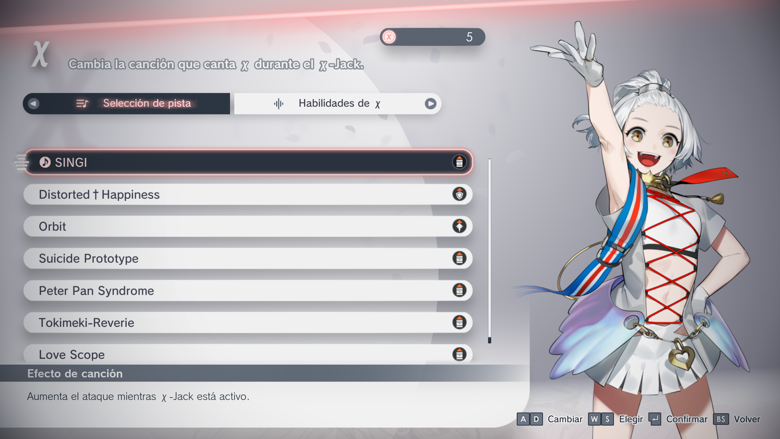 χ
5
Cambia la canción que canta χ durante el χ-Jack.
Selección de pista
Habilidades de χ
SINGI
Distorted†Happiness
Orbit
Suicide Prototype
Peter Pan Syndrome
Tokimeki-Reverie
Love Scope
Efecto de canción
Aumenta el ataque mientras χ-Jack está activo.
A D Cambiar W S Elegir ↵ Confirmar BS Volver